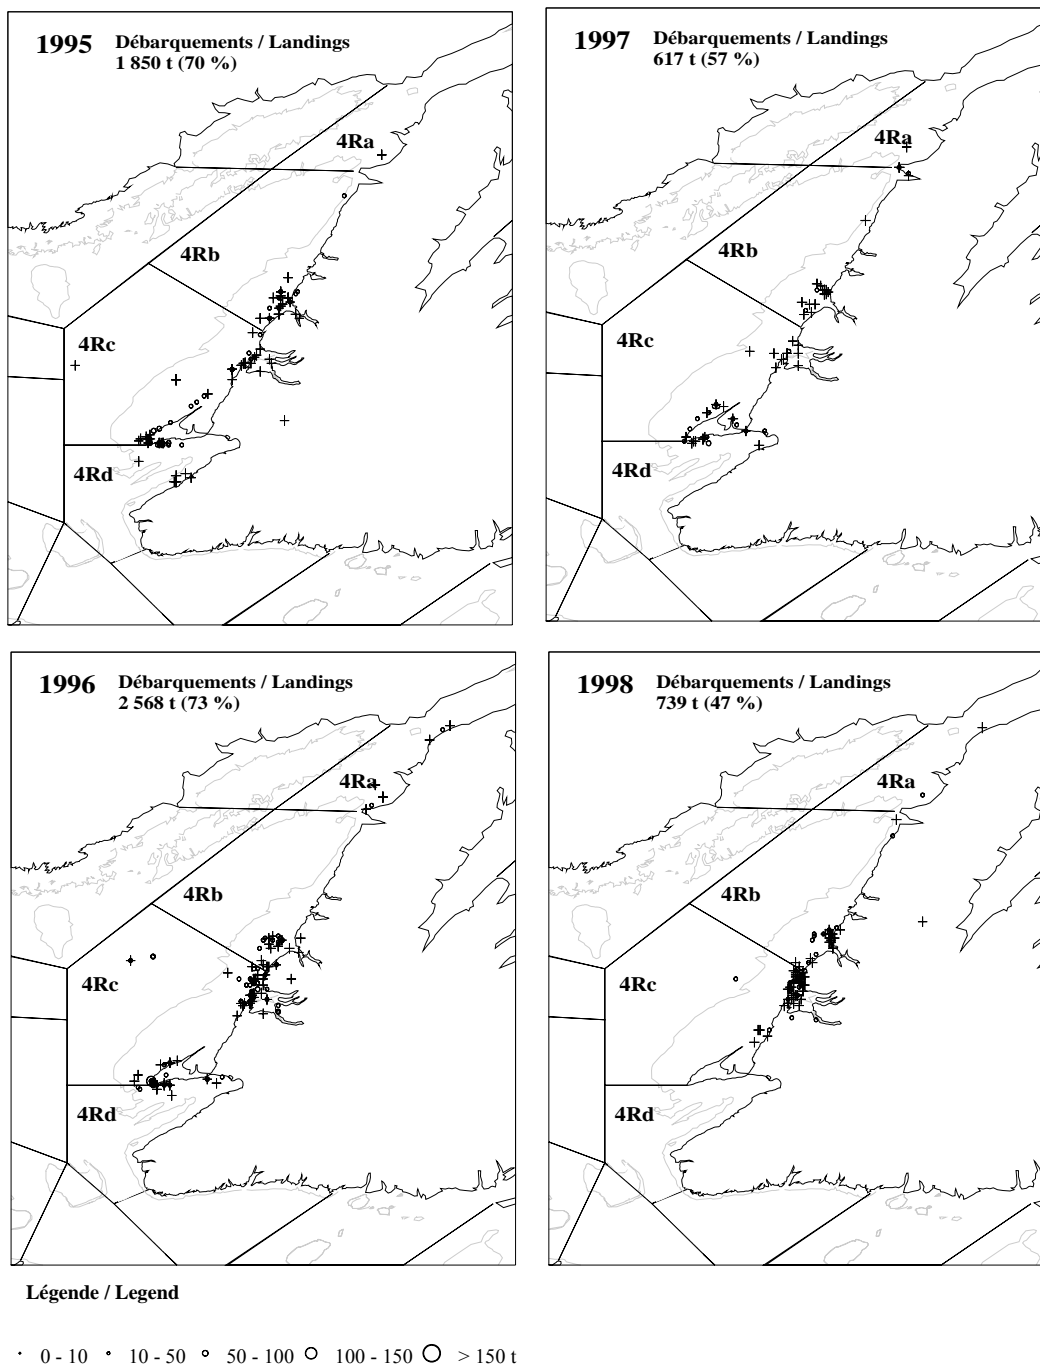 1995 Débarquements / Landings
1 850 t (70 %)
4Ra
4Rb
4Rc
4Rd
1997 Débarquements / Landings
617 t (57 %)
4Ra
4Rb
4Rc
4Rd
1996 Débarquements / Landings
2 568 t (73 %)
4Ra
4Rb
4Rc
4Rd
1998 Débarquements / Landings
739 t (47 %)
4Ra
4Rb
4Rc
4Rd
Légende / Legend
0 - 10 10 - 50 50 - 100 100 - 150 > 150 t